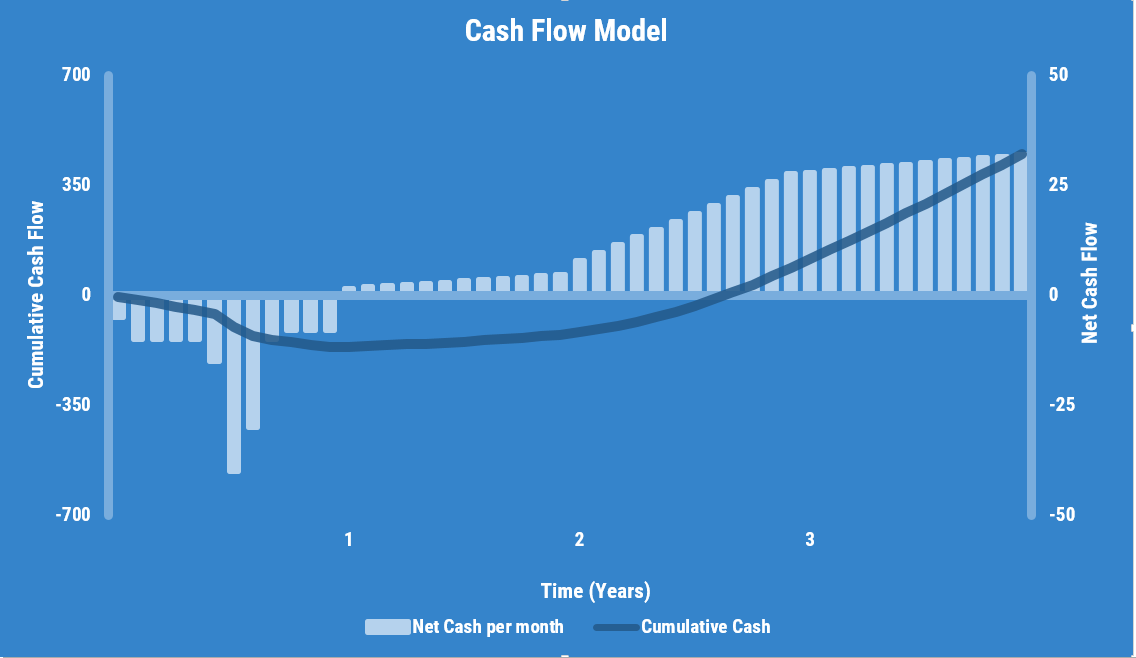 Cash Flow Model
700
350
0
-350
-700
Cumulative Cash Flow
50
25
0
-25
-50
Net Cash Flow
1 2 3
Time (Years)
Net Cash per month Cumulative Cash